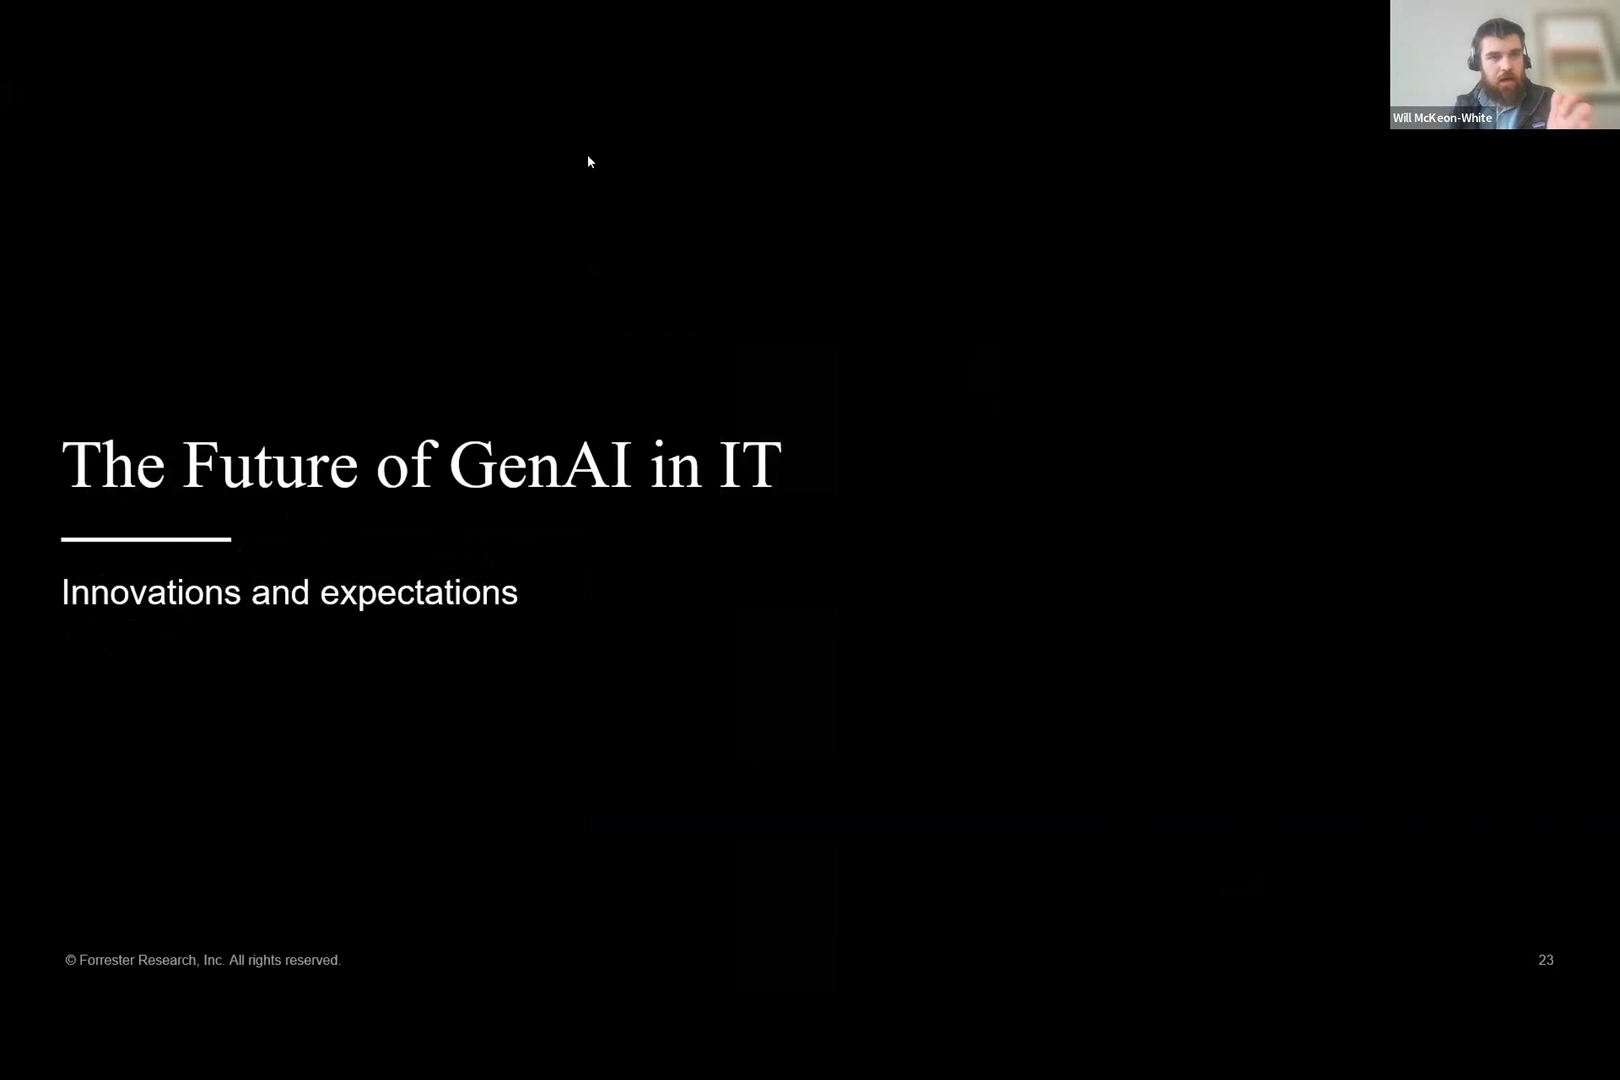 Will McKeon-White
The Future of GenAI in IT
Innovations and expectations
© Forrester Research, Inc. All rights reserved.
23